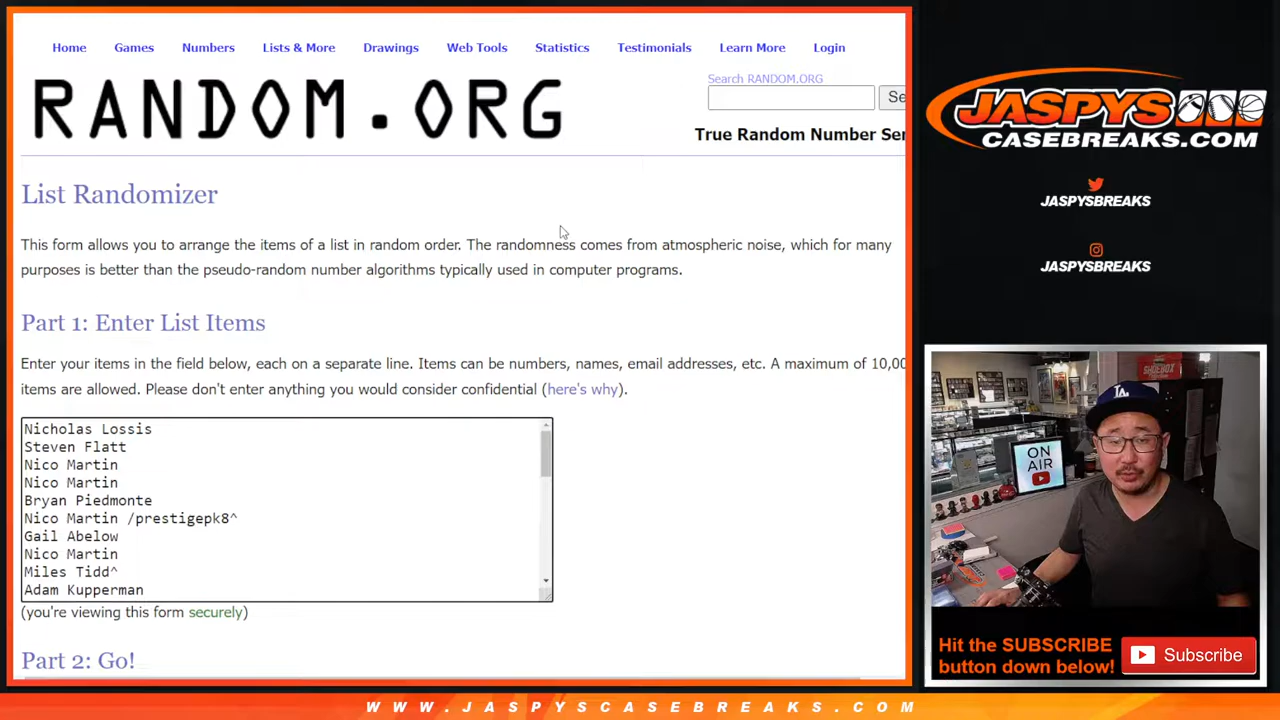 Home Games Numbers Lists & More Drawings Web Tools Statistics Testimonials Learn More Login
Search RANDOM.ORG
RANDOM.ORG
Se
True Random Number Ser
List Randomizer
This form allows you to arrange the items of a list in random order. The randomness comes from atmospheric noise, which for many
purposes is better than the pseudo-random number algorithms typically used in computer programs.
Part 1: Enter List Items
Enter your items in the field below, each on a separate line. Items can be numbers, names, email addresses, etc. A maximum of 10,00
items are allowed. Please don't enter anything you would consider confidential (here's why).
Nicholas Lossis
Steven Flatt
Nico Martin
Nico Martin
Bryan Piedmonte
Nico Martin /prestigepk8^
Gail Abelow
Nico Martin
Miles Tidd^
Adam Kupperman
(you're viewing this form securely)
Part 2: Go!
JASPYS
CASEBREAKS.COM
JASPYSBREAKS
JASPYSBREAKS
SHOEBOX
LA
ON
AIR
Hit the SUBSCRIBE
button down below!
Subscribe
WWW.JASPYSCASEBREAKS.COM